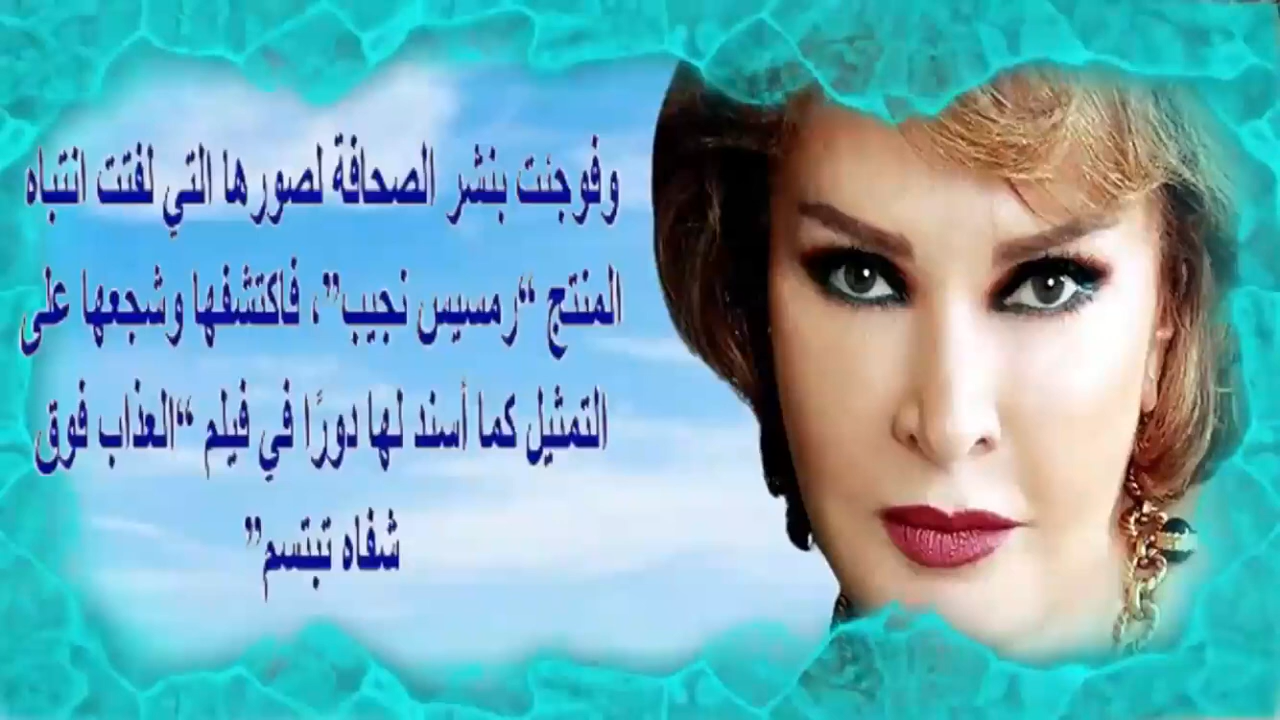 وفوجئت بنشر الصحافة لصورها التي لفتت انتباه
المنتج “رمسيس نجيب”، فاكتشفها وشجعها على
التمثيل كما أسند لها دورًا في فيلم “العذاب فوق
شفاه تبتسم”